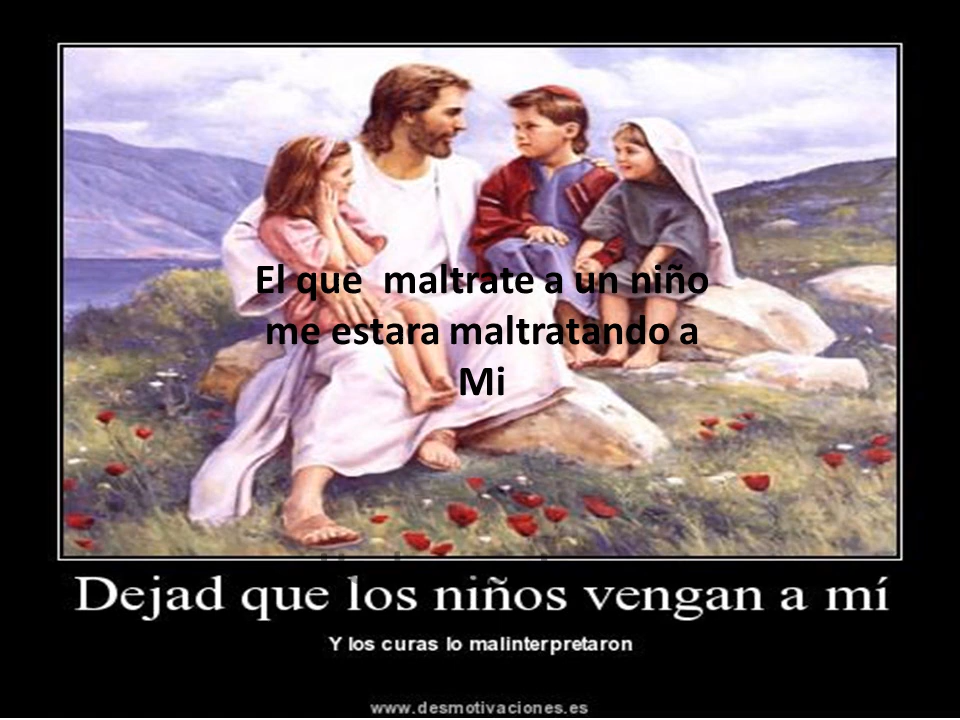 El que maltrate a un niño
me estara maltratando a
Mi
Dejad que los niños vengan a mí
Y los curas lo malinterpretaron
www.desmotivaciones.es